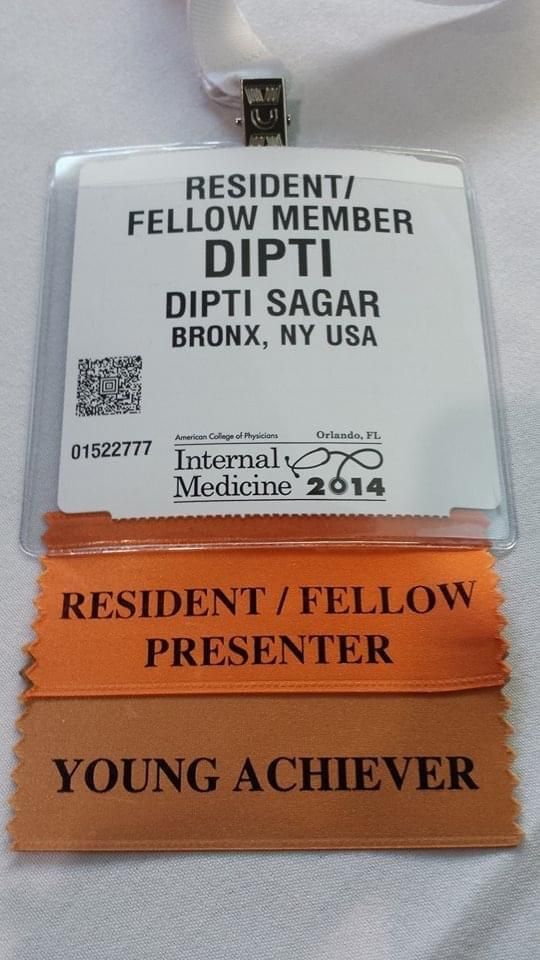 RESIDENT/
FELLOW MEMBER
DIPTI
DIPTI SAGAR
BRONX, NY USA
01522777
American College of Physicians Orlando, FL
Internal
Medicine 2014
RESIDENT / FELLOW
PRESENTER
YOUNG ACHIEVER